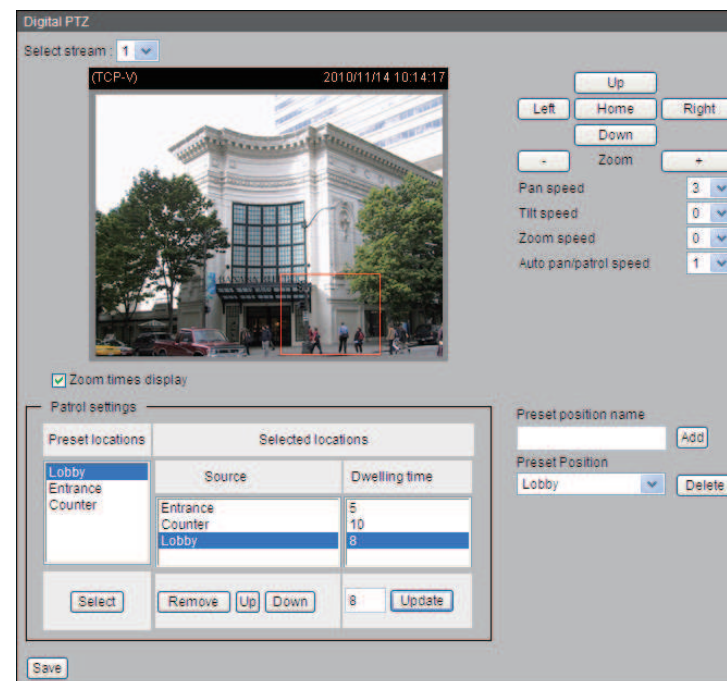 Digital PTZ
Select stream : 1
(TCP-V) 2010/11/14 10:14:17
Up
Left Home Right
Down
- Zoom +
Pan speed 3
Tilt speed 0
Zoom speed 0
Auto pan/patrol speed 1
Zoom times display
Patrol settings
Preset locations Selected locations
Lobby
Entrance
Counter
Source Dwelling time
Entrance 5
Counter 10
Lobby 8
Select Remove Up Down 8 Update
Preset position name
Add
Preset Position
Lobby Delete
Save